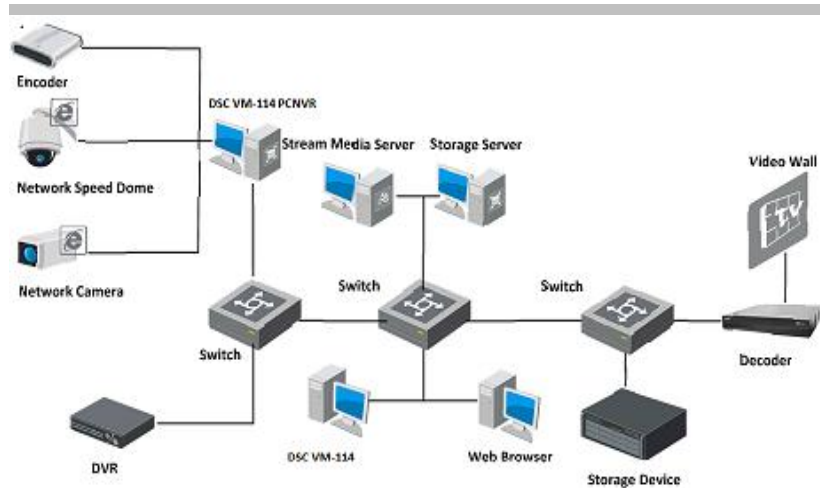 Encoder
DSC VM-114 PCNVR
Stream Media Server
Storage Server
Video Wall
Network Speed Dome
Network Camera
Switch
Switch
Switch
Decoder
DVR
DSC VM-114
Web Browser
Storage Device